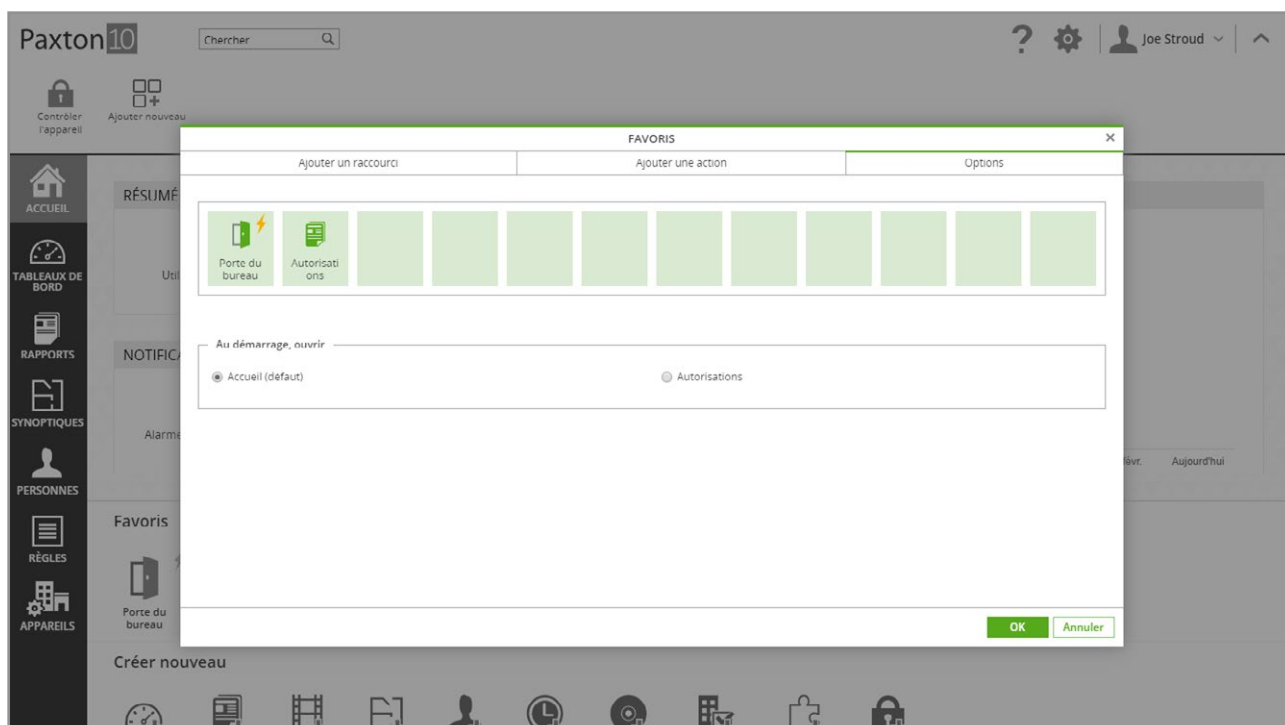 Paxton10
Chercher
Joe Stroud
Contrôler
l'appareil
Ajouter nouveau
FAVORIS
Ajouter un raccourci
Ajouter une action
Options
ACCUEIL
RÉSUMÉ
Porte du
bureau
Autorisati
ons
TABLEAUX DE
BORD
Util
Au démarrage, ouvrir
RAPPORTS
NOTIFICA
Accueil (défaut)
Autorisations
SYNOPTIQUES
Alarme
févr.
Aujourd'hui
PERSONNES
Favoris
RÈGLES
Porte du
bureau
APPAREILS
OK
Annuler
Créer nouveau